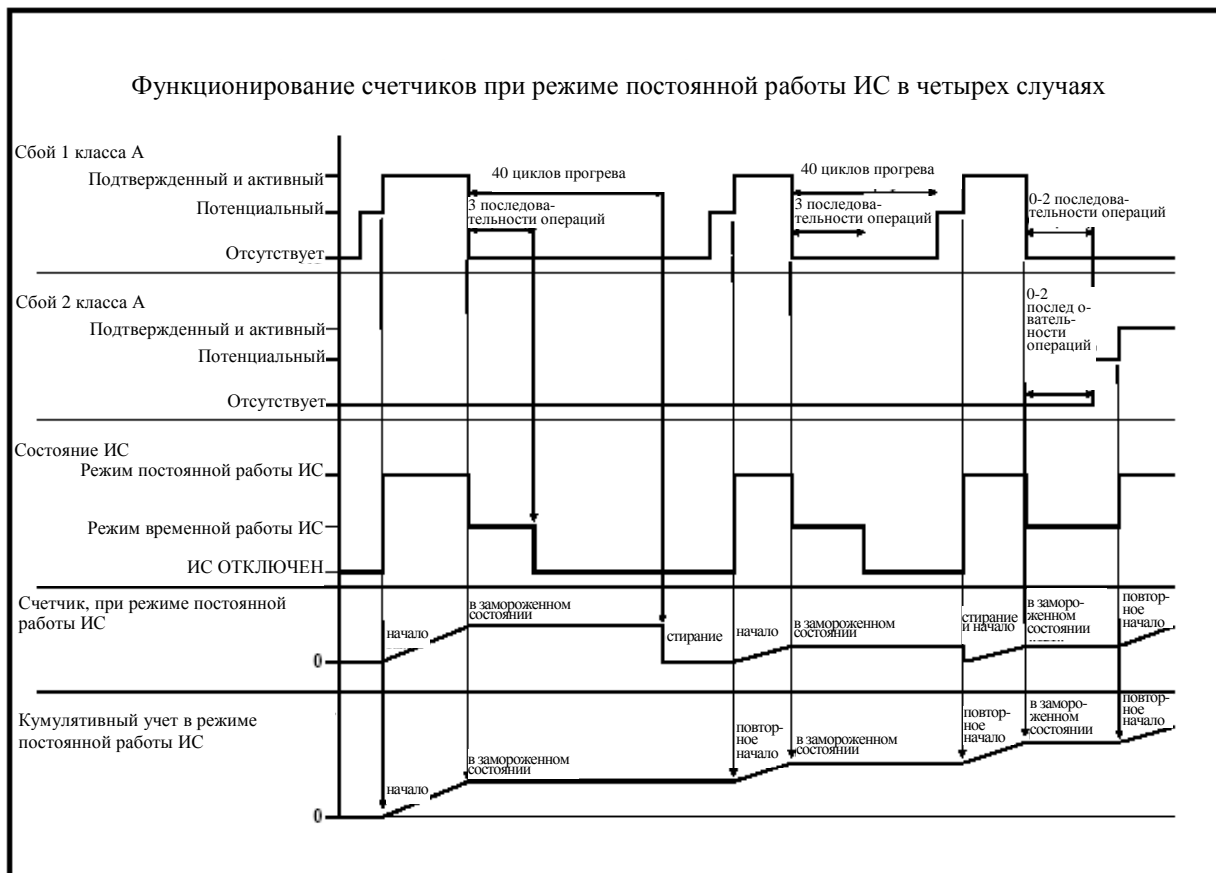 Функционирование счетчиков при режиме постоянной работы ИС в четырех случаях
Сбой 1 класса А
Подтвержденный и активный
Потенциальный
Отсутствует
40 циклов прогрева
3 последова-
тельности операций
40 циклов прогрева
3 последова-
тельности операций
0-2 последова-
тельности операций
Сбой 2 класса А
Подтвержденный и активный
Потенциальный
Отсутствует
0-2
послед о-
ватель-
ности
операций
Состояние ИС
Режим постоянной работы ИС
Режим временной работы ИС
ИС ОТКЛЮЧЕН
Счетчик, при режиме постоянной
работы ИС
0
начало
в замороженном
состоянии
стирание
начало
в замороженном
состоянии
стирание
и начало
в заморо-
женном
состоянии
повтор-
ное
начало
Кумулятивный учет в режиме
постоянной работы ИС
0
начало
в замороженном
состоянии
повтор-
ное
начало
в замороженном
состоянии
повтор-
ное
начало
в заморо-
женном
состоянии
повтор-
ное
начало